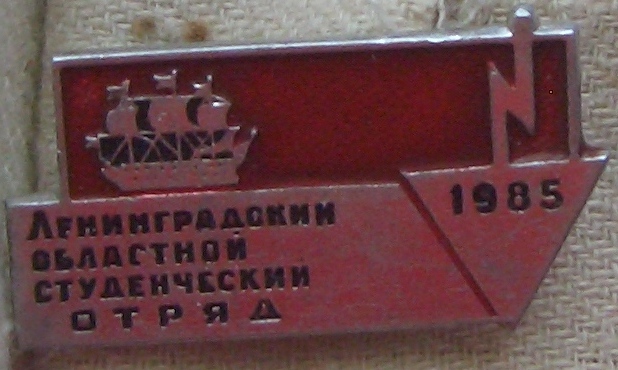 ЛЕНИНГРАДСКИЙ
ОБЛАСТНОЙ
СТУДЕНЧЕСКИЙ
ОТРЯД
1985